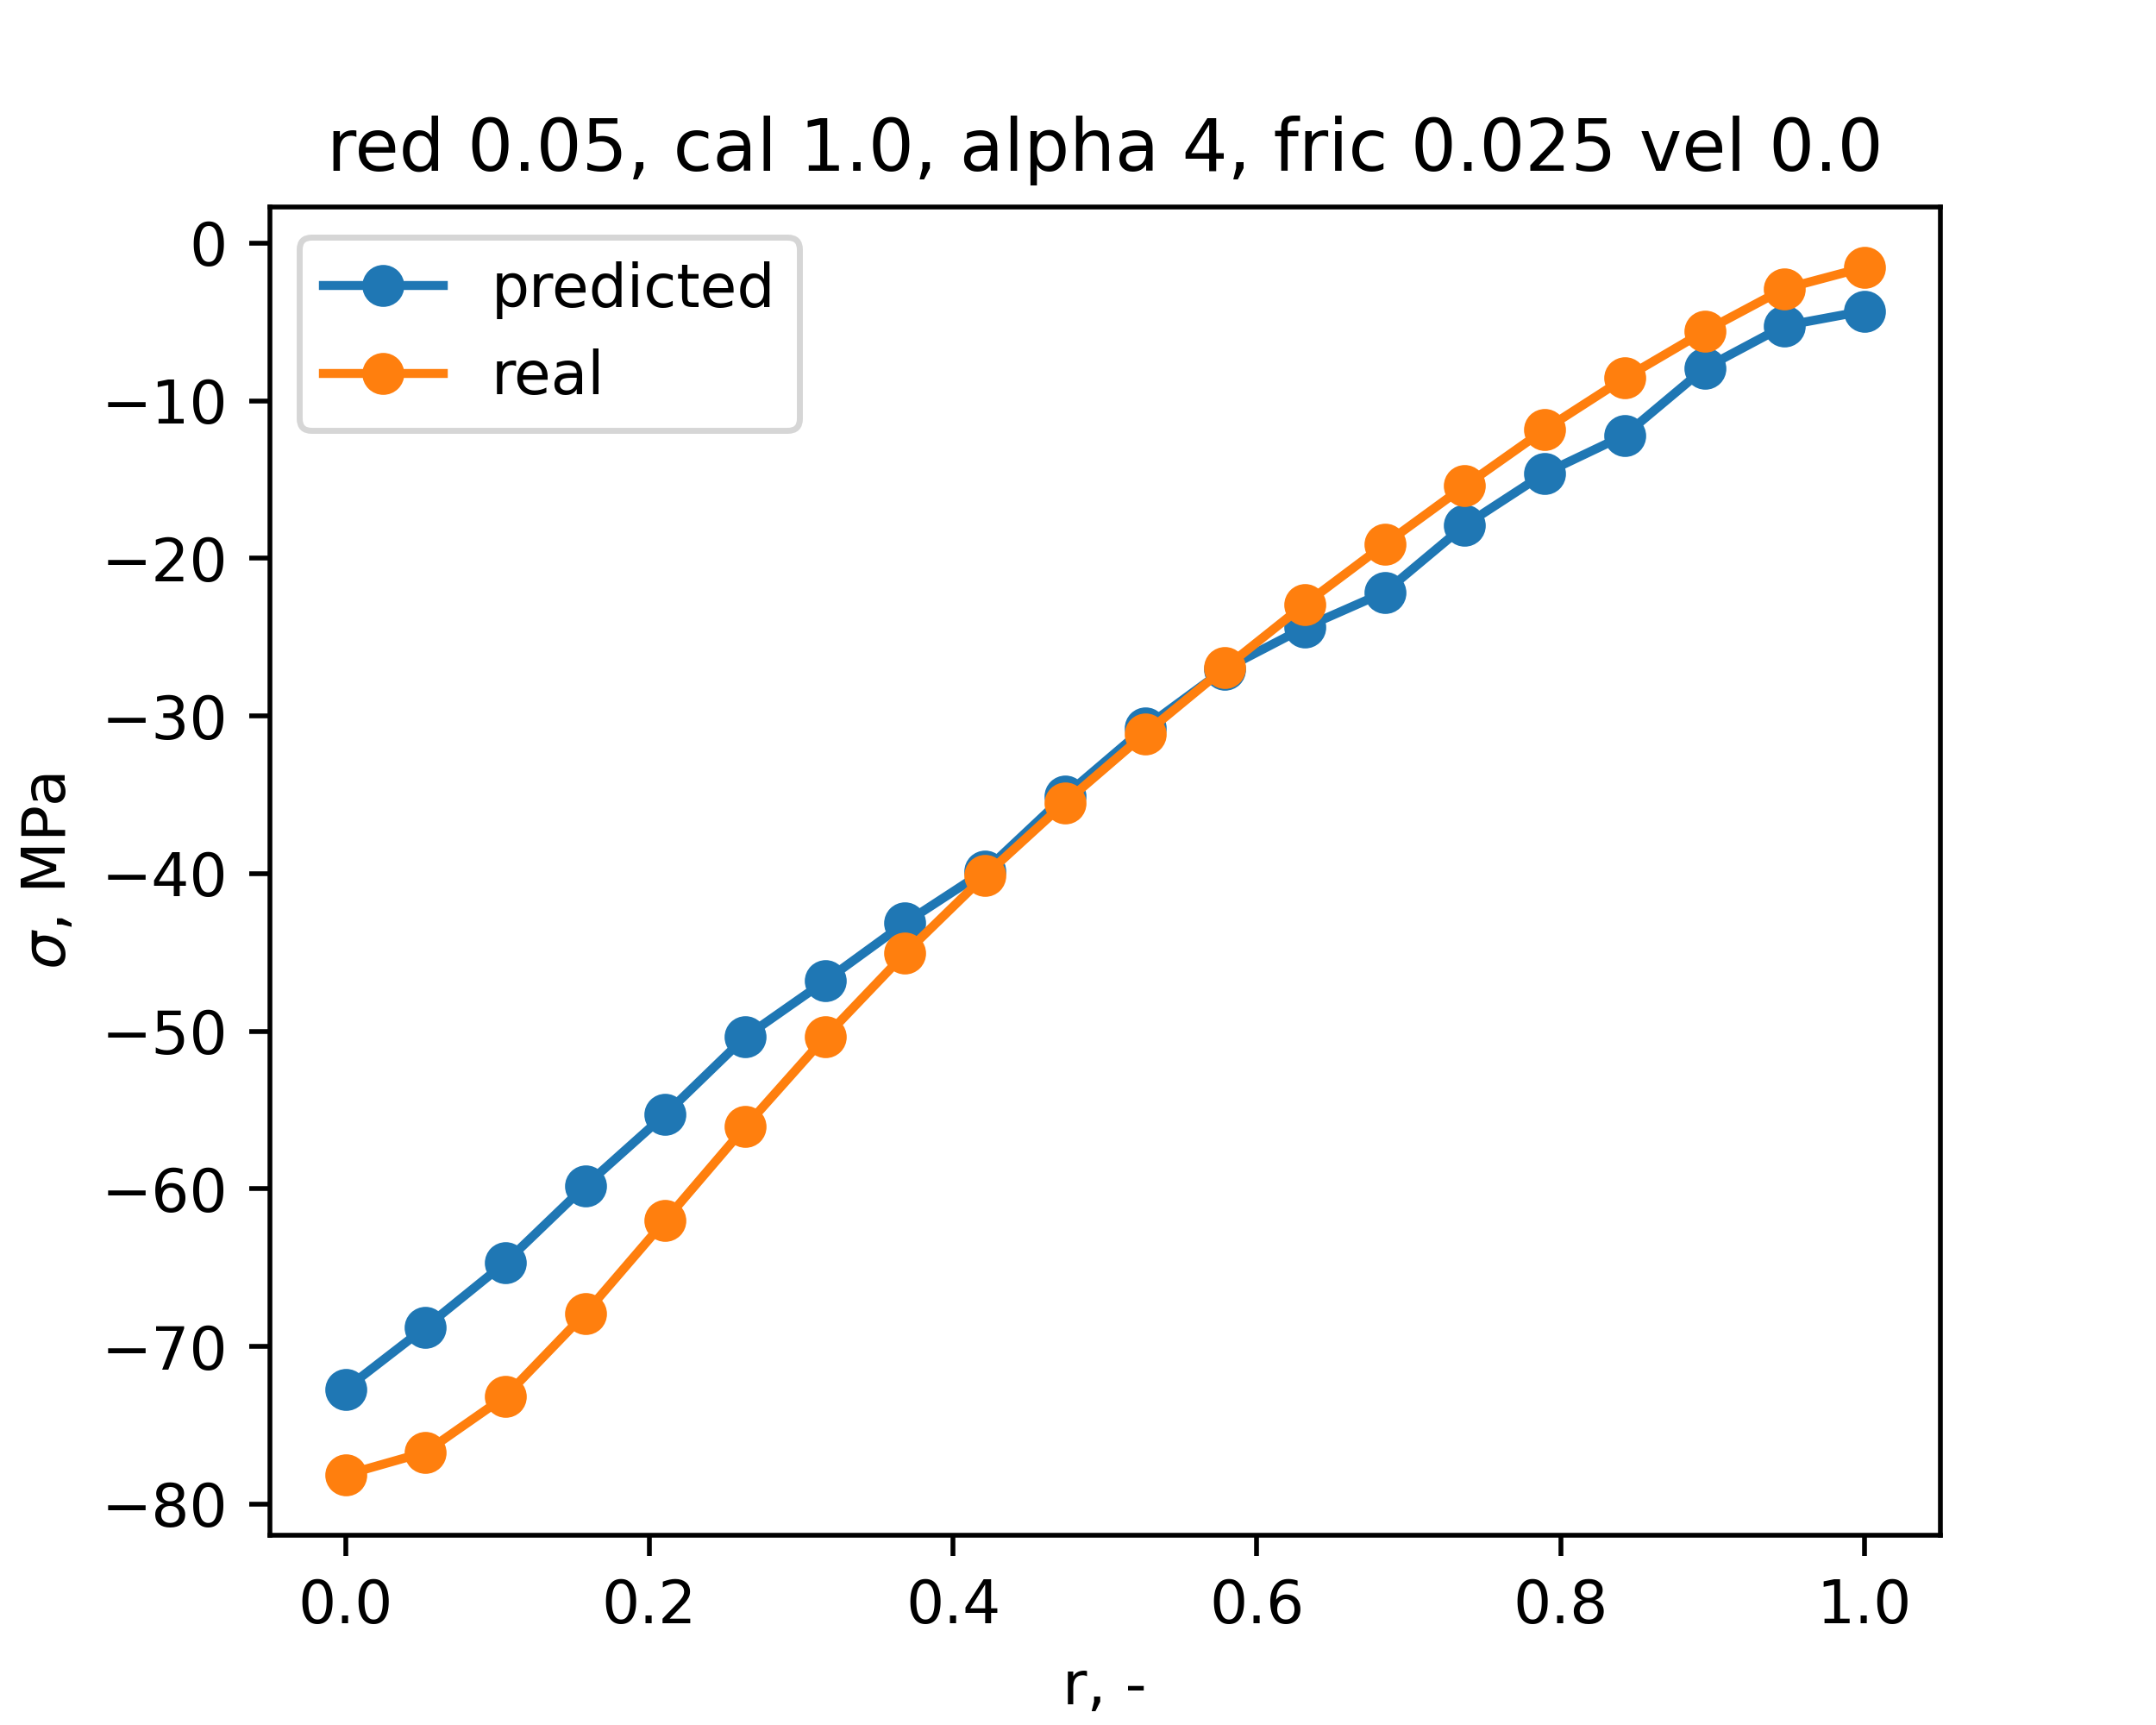 red 0.05, cal 1.0, alpha 4, fric 0.025 vel 0.0
predicted
real
0
−10
−20
−30
−40
−50
−60
−70
−80
σ, MPa
0.0 0.2 0.4 0.6 0.8 1.0
r, -